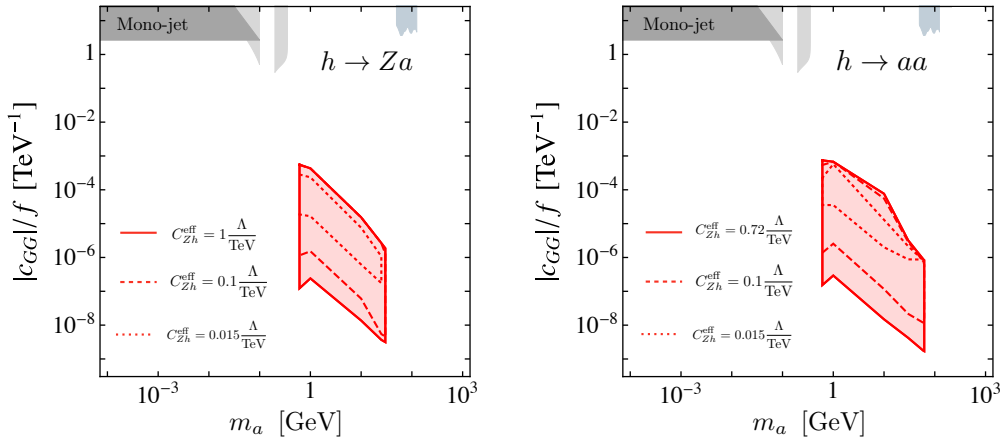 Mono-jet
h → Za
1
10⁻²
10⁻⁴
10⁻⁶
10⁻⁸
|c_{GG}|/f [TeV⁻¹]
C_{Zh}^{eff} = 1 Λ/TeV
C_{Zh}^{eff} = 0.1 Λ/TeV
C_{Zh}^{eff} = 0.015 Λ/TeV
10⁻³ 1 10³
m_a [GeV]
Mono-jet
h → aa
1
10⁻²
10⁻⁴
10⁻⁶
10⁻⁸
|c_{GG}|/f [TeV⁻¹]
C_{Zh}^{eff} = 0.72 Λ/TeV
C_{Zh}^{eff} = 0.1 Λ/TeV
C_{Zh}^{eff} = 0.015 Λ/TeV
10⁻³ 1 10³
m_a [GeV]